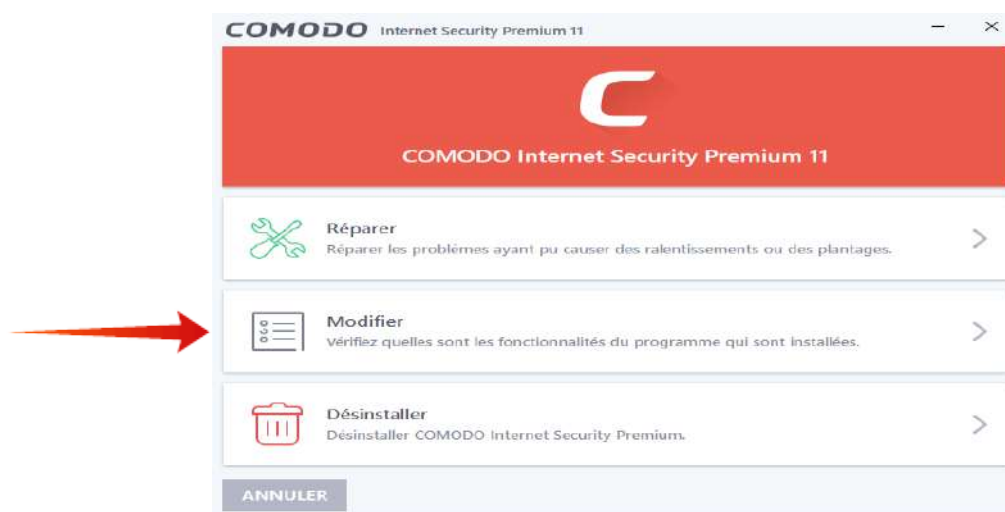 COMODO Internet Security Premium 11
COMODO Internet Security Premium 11
Réparer
Réparer les problèmes ayant pu causer des ralentissements ou des plantages.
Modifier
Vérifiez quelles sont les fonctionnalités du programme qui sont installées.
Désinstaller
Désinstaller COMODO Internet Security Premium.
ANNULER